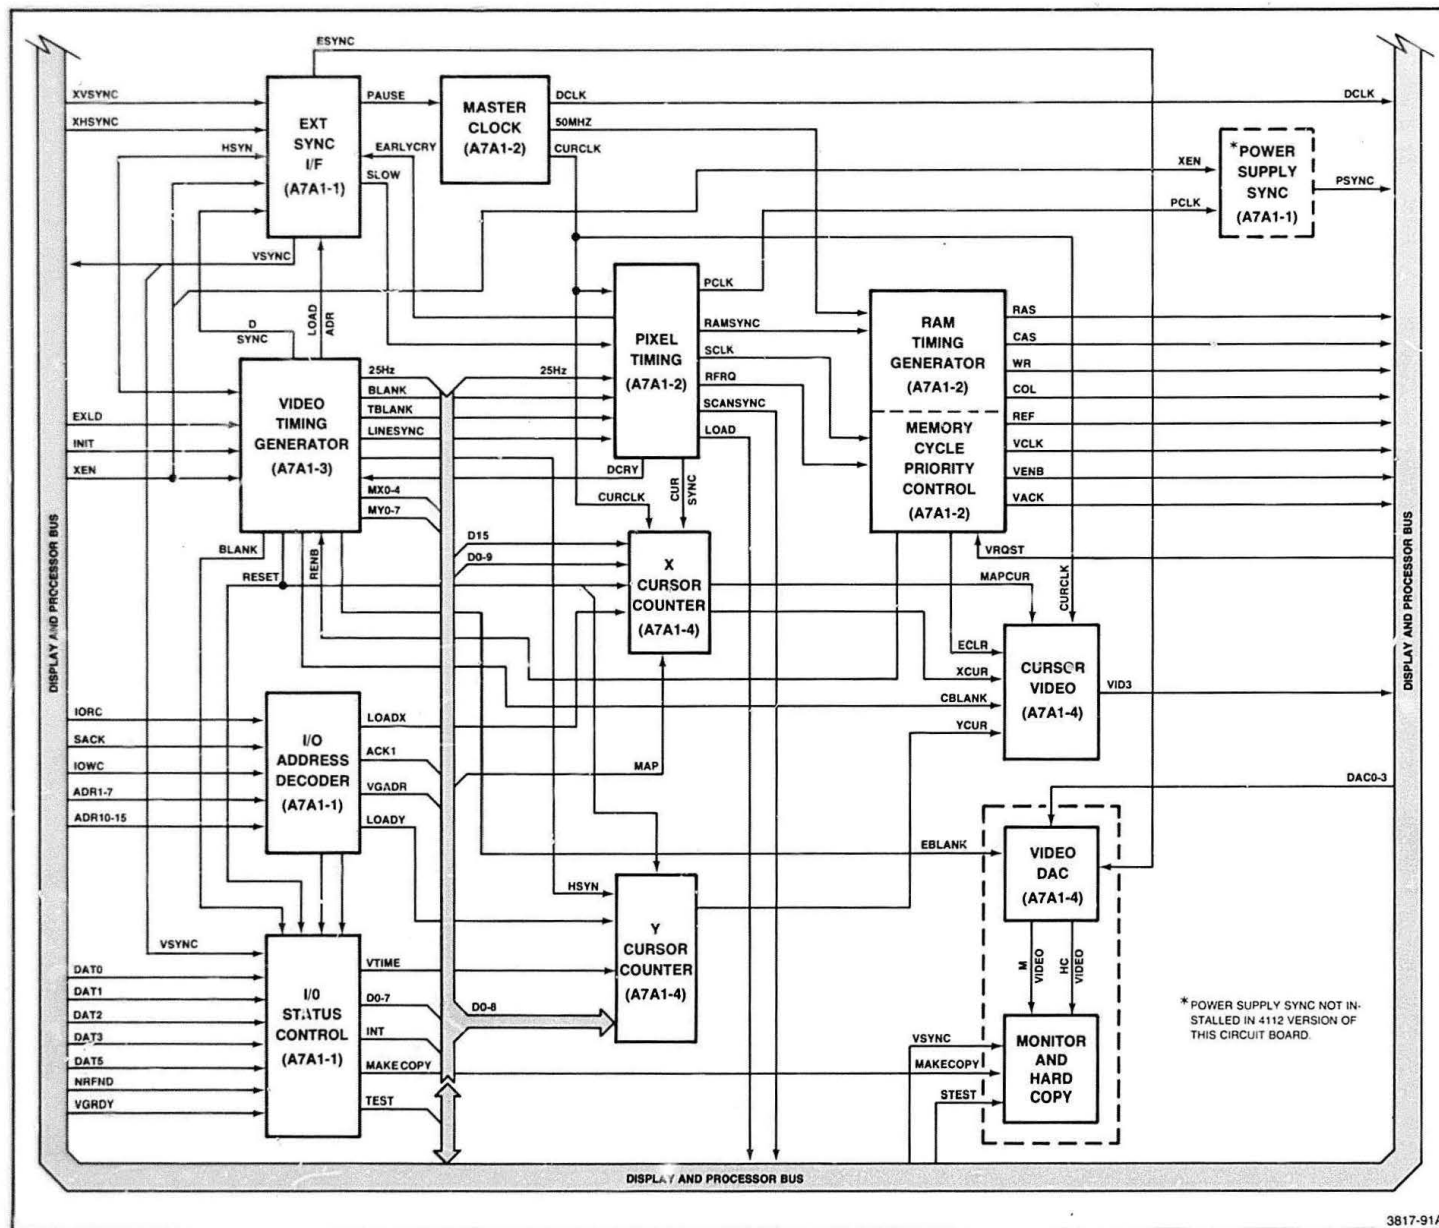 ESYNC
XVSYNC
XHSYNC
HSYN
EXT
SYNC
I/F
(A7A1-1)
PAUSE
EARLYCRY
SLOW
MASTER
CLOCK
(A7A1-2)
DCLK
50MHZ
CURCLK
DCLK
XEN
PCLK
*POWER
SUPPLY
SYNC
(A7A1-1)
PSYNC
VSYNC
D
SYNC
LOAD
ADR
PIXEL
TIMING
(A7A1-2)
PCLK
RAMSYNC
SCLK
RFRQ
SCANSYNC
LOAD
RAM
TIMING
GENERATOR
(A7A1-2)
MEMORY
CYCLE
PRIORITY
CONTROL
(A7A1-2)
RAS
CAS
WR
COL
REF
VCLK
VENB
VACK
VRQST
EXLD
INIT
XEN
VIDEO
TIMING
GENERATOR
(A7A1-3)
25Hz
BLANK
TBLANK
LINESYNC
25Hz
MX0-4
MY0-7
DCRY
CUR
SYNC
CURCLK
BLANK
RESET
RENB
D15
D0-9
X
CURSOR
COUNTER
(A7A1-4)
MAPCUR
CURCLK
ECLR
XCUR
CBLANK
YCUR
CURSOR
VIDEO
(A7A1-4)
VID3
DISPLAY AND PROCESSOR BUS
DISPLAY AND PROCESSOR BUS
IORC
SACK
IOWC
ADR1-7
ADR10-15
I/O
ADDRESS
DECODER
(A7A1-1)
LOADX
ACK1
VGADR
LOADY
MAP
DAC0-3
EBLANK
VIDEO
DAC
(A7A1-4)
M
VIDEO
HC
VIDEO
HSYN
Y
CURSOR
COUNTER
(A7A1-4)
VSYNC
DAT0
DAT1
DAT2
DAT3
DAT5
NRFND
VGRDY
I/0
STATUS
CONTROL
(A7A1-1)
VTIME
D0-7
INT
MAKECOPY
TEST
D0-8
VSYNC
MAKECOPY
STEST
MONITOR
AND
HARD
COPY
* POWER SUPPLY SYNC NOT IN-
STALLED IN 4112 VERSION OF
THIS CIRCUIT BOARD.
DISPLAY AND PROCESSOR BUS
3817-91A